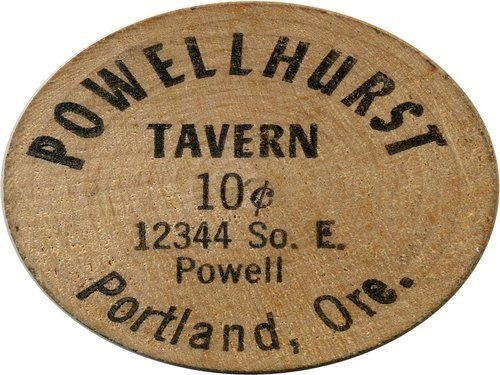 POWELLHURST
TAVERN
10¢
12344 So. E.
Powell
Portland, Ore.